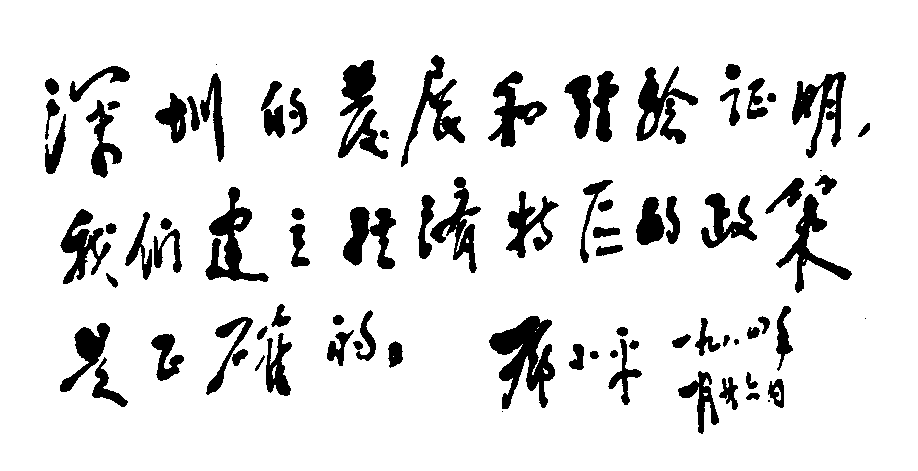 深圳的发展和经验证明，
我们建立经济特区的政策
是正确的。 邓小平 一九八四年
一月廿六日